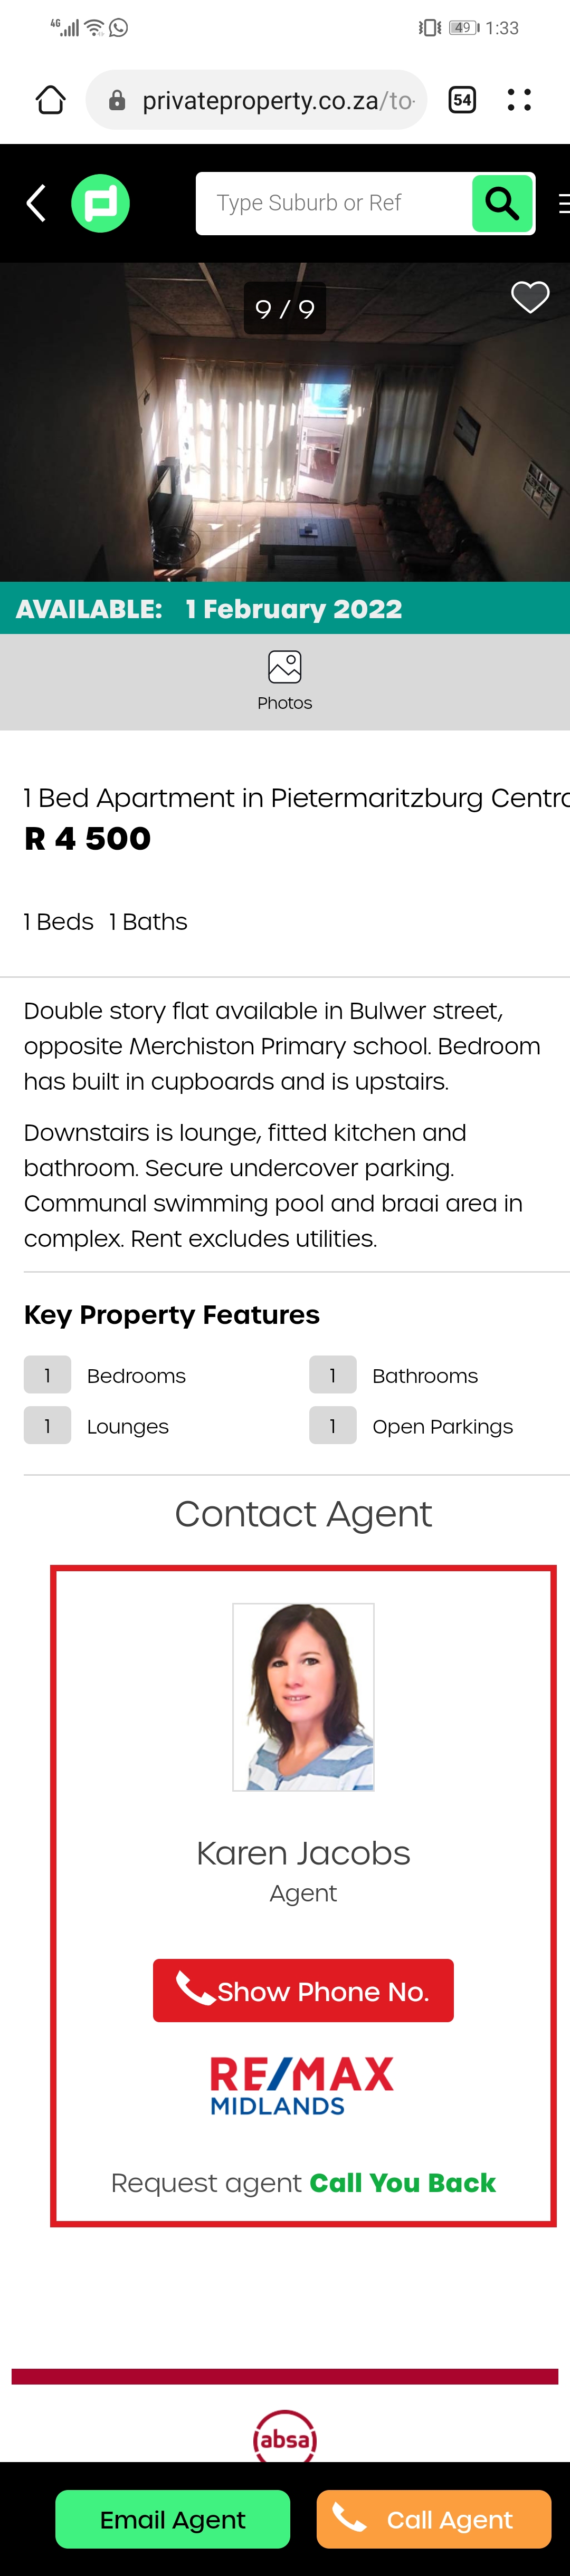 4G 49 1:33
privateproperty.co.za/to
54
Type Suburb or Ref
9 / 9
AVAILABLE: 1 February 2022
Photos
1 Bed Apartment in Pietermaritzburg Centr
R 4 500
1 Beds 1 Baths
Double story flat available in Bulwer street,
opposite Merchiston Primary school. Bedroom
has built in cupboards and is upstairs.
Downstairs is lounge, fitted kitchen and
bathroom. Secure undercover parking.
Communal swimming pool and braai area in
complex. Rent excludes utilities.
Key Property Features
1 Bedrooms 1 Bathrooms
1 Lounges 1 Open Parkings
Contact Agent
Karen Jacobs
Agent
Show Phone No.
RE/MAX
MIDLANDS
Request agent Call You Back
absa
Email Agent Call Agent